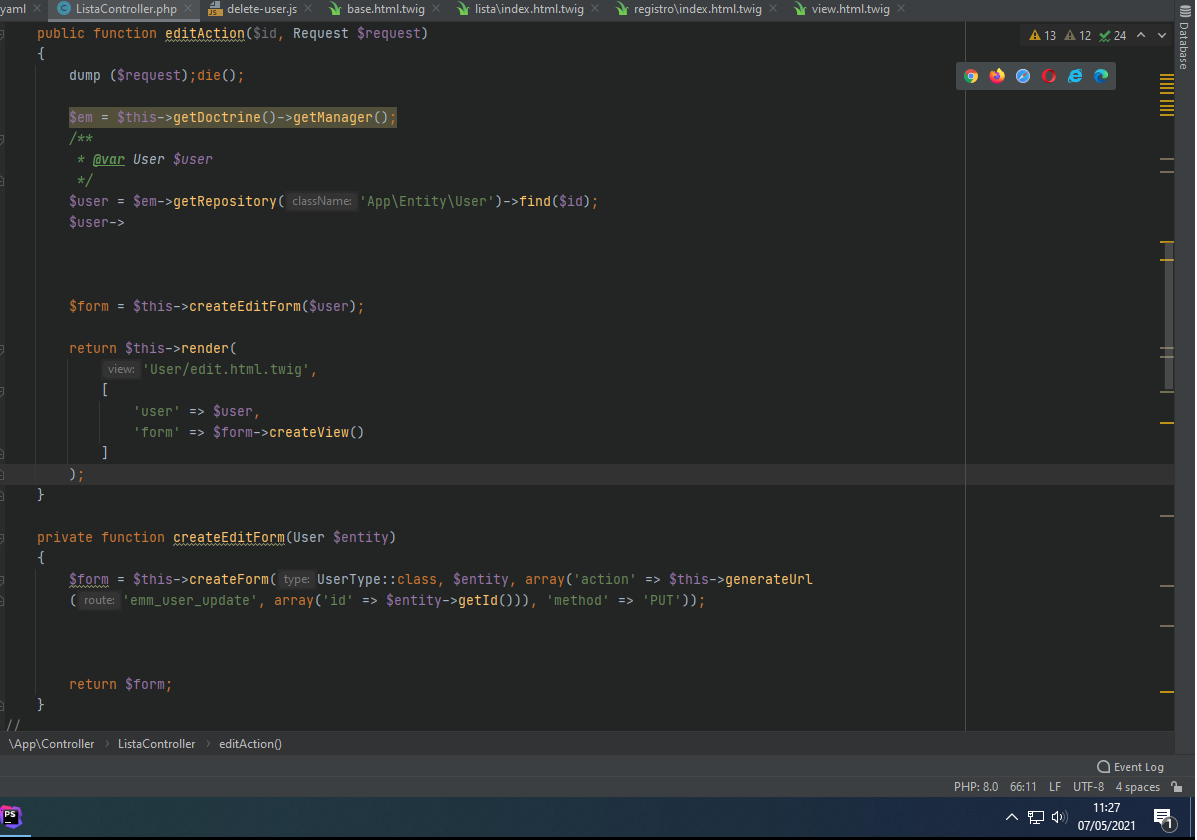 yaml ListaController.php JS delete-user.js base.html.twig lista\index.html.twig registro\index.html.twig view.html.twig
public function editAction($id, Request $request)
13 12 24
{
Database
dump ($request);die();
$em = $this->getDoctrine()->getManager();
/**
* @var User $user
*/
$user = $em->getRepository( className: 'App\Entity\User')->find($id);
$user->
$form = $this->createEditForm($user);
return $this->render(
view: 'User/edit.html.twig',
[
'user' => $user,
'form' => $form->createView()
]
);
}
private function createEditForm(User $entity)
{
$form = $this->createForm( type: UserType::class, $entity, array('action' => $this->generateUrl
( route: 'emm_user_update', array('id' => $entity->getId())), 'method' => 'PUT'));
return $form;
}
//
\App\Controller › ListaController › editAction()
Event Log
PHP: 8.0 66:11 LF UTF-8 4 spaces
PS
11:27
07/05/2021
1